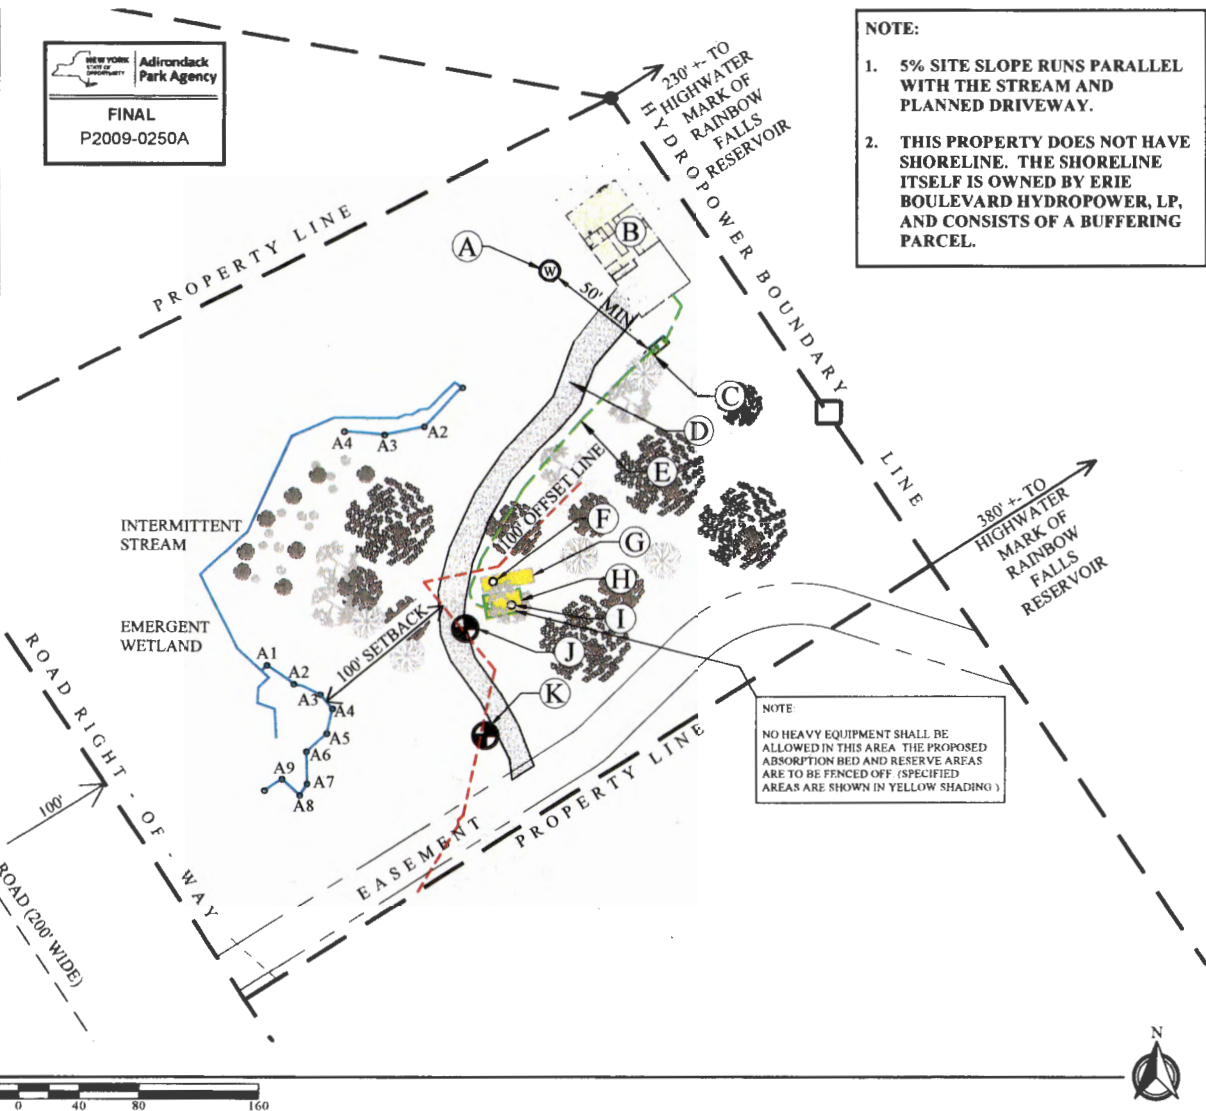 NEW YORK
STATE OF
OPPORTUNITY
Adirondack
Park Agency
FINAL
P2009-0250A
NOTE:
1. 5% SITE SLOPE RUNS PARALLEL
WITH THE STREAM AND
PLANNED DRIVEWAY.
2. THIS PROPERTY DOES NOT HAVE
SHORELINE. THE SHORELINE
ITSELF IS OWNED BY ERIE
BOULEVARD HYDROPOWER, LP,
AND CONSISTS OF A BUFFERING
PARCEL.
230' +- TO
HIGHWATER
MARK OF
RAINBOW
FALLS
RESERVOIR
HYDROPOWER BOUNDARY LINE
PROPERTY LINE
A
W
B
50' MIN.
C
D
E
100' OFFSET LINE
F
G
H
I
J
K
A4
A3
A2
INTERMITTENT
STREAM
EMERGENT
WETLAND
100' SETBACK
A1
A2
A3
A4
A5
A6
A7
A8
A9
380' +- TO
HIGHWATER
MARK OF
RAINBOW
FALLS
RESERVOIR
ROAD RIGHT - OF - WAY
100'
ROAD (200' WIDE)
EASEMENT
PROPERTY LINE
NOTE:
NO HEAVY EQUIPMENT SHALL BE
ALLOWED IN THIS AREA THE PROPOSED
ABSORPTION BED AND RESERVE AREAS
ARE TO BE FENCED OFF. (SPECIFIED
AREAS ARE SHOWN IN YELLOW SHADING )
N
0 40 80 160